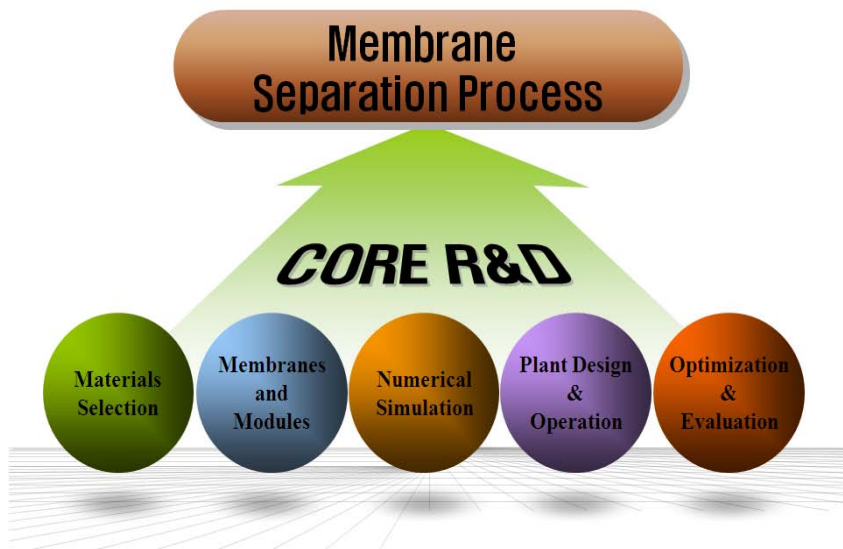 Membrane
Separation Process
CORE R&D
Materials
Selection
Membranes
and
Modules
Numerical
Simulation
Plant Design
&
Operation
Optimization
&
Evaluation